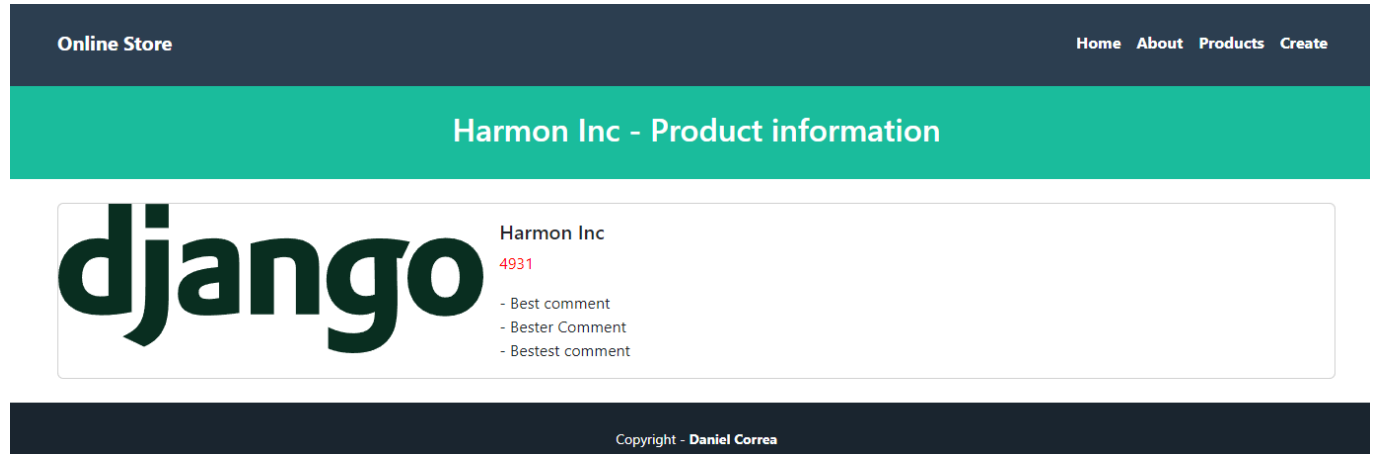 Online Store
Home About Products Create
Harmon Inc - Product information
django
Harmon Inc
4931
- Best comment
- Bester Comment
- Bestest comment
Copyright - Daniel Correa